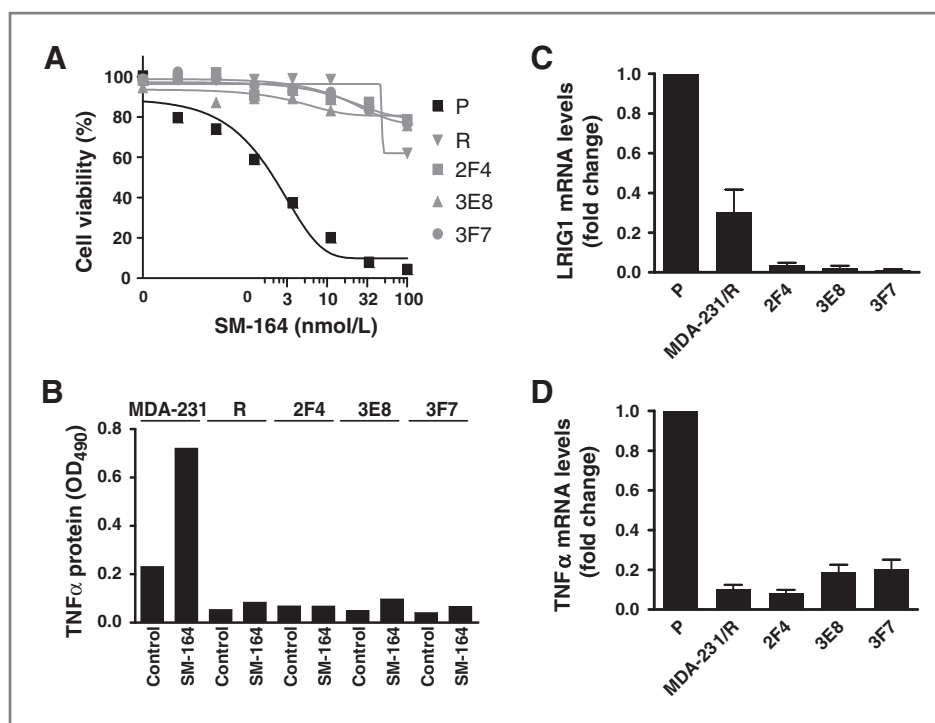 A
Cell viability (%)
100
80
60
40
20
0
0 0 3 10 32 100
SM-164 (nmol/L)
P
R
2F4
3E8
3F7
B
MDA-231 R 2F4 3E8 3F7
TNFα protein (OD490)
0.8
0.6
0.4
0.2
0.0
Control SM-164 Control SM-164 Control SM-164 Control SM-164 Control SM-164
C
LRIG1 mRNA levels
(fold change)
1.0
0.8
0.6
0.4
0.2
0.0
P MDA-231/R 2F4 3E8 3F7
D
TNFα mRNA levels
(fold change)
1.0
0.8
0.6
0.4
0.2
0.0
P MDA-231/R 2F4 3E8 3F7